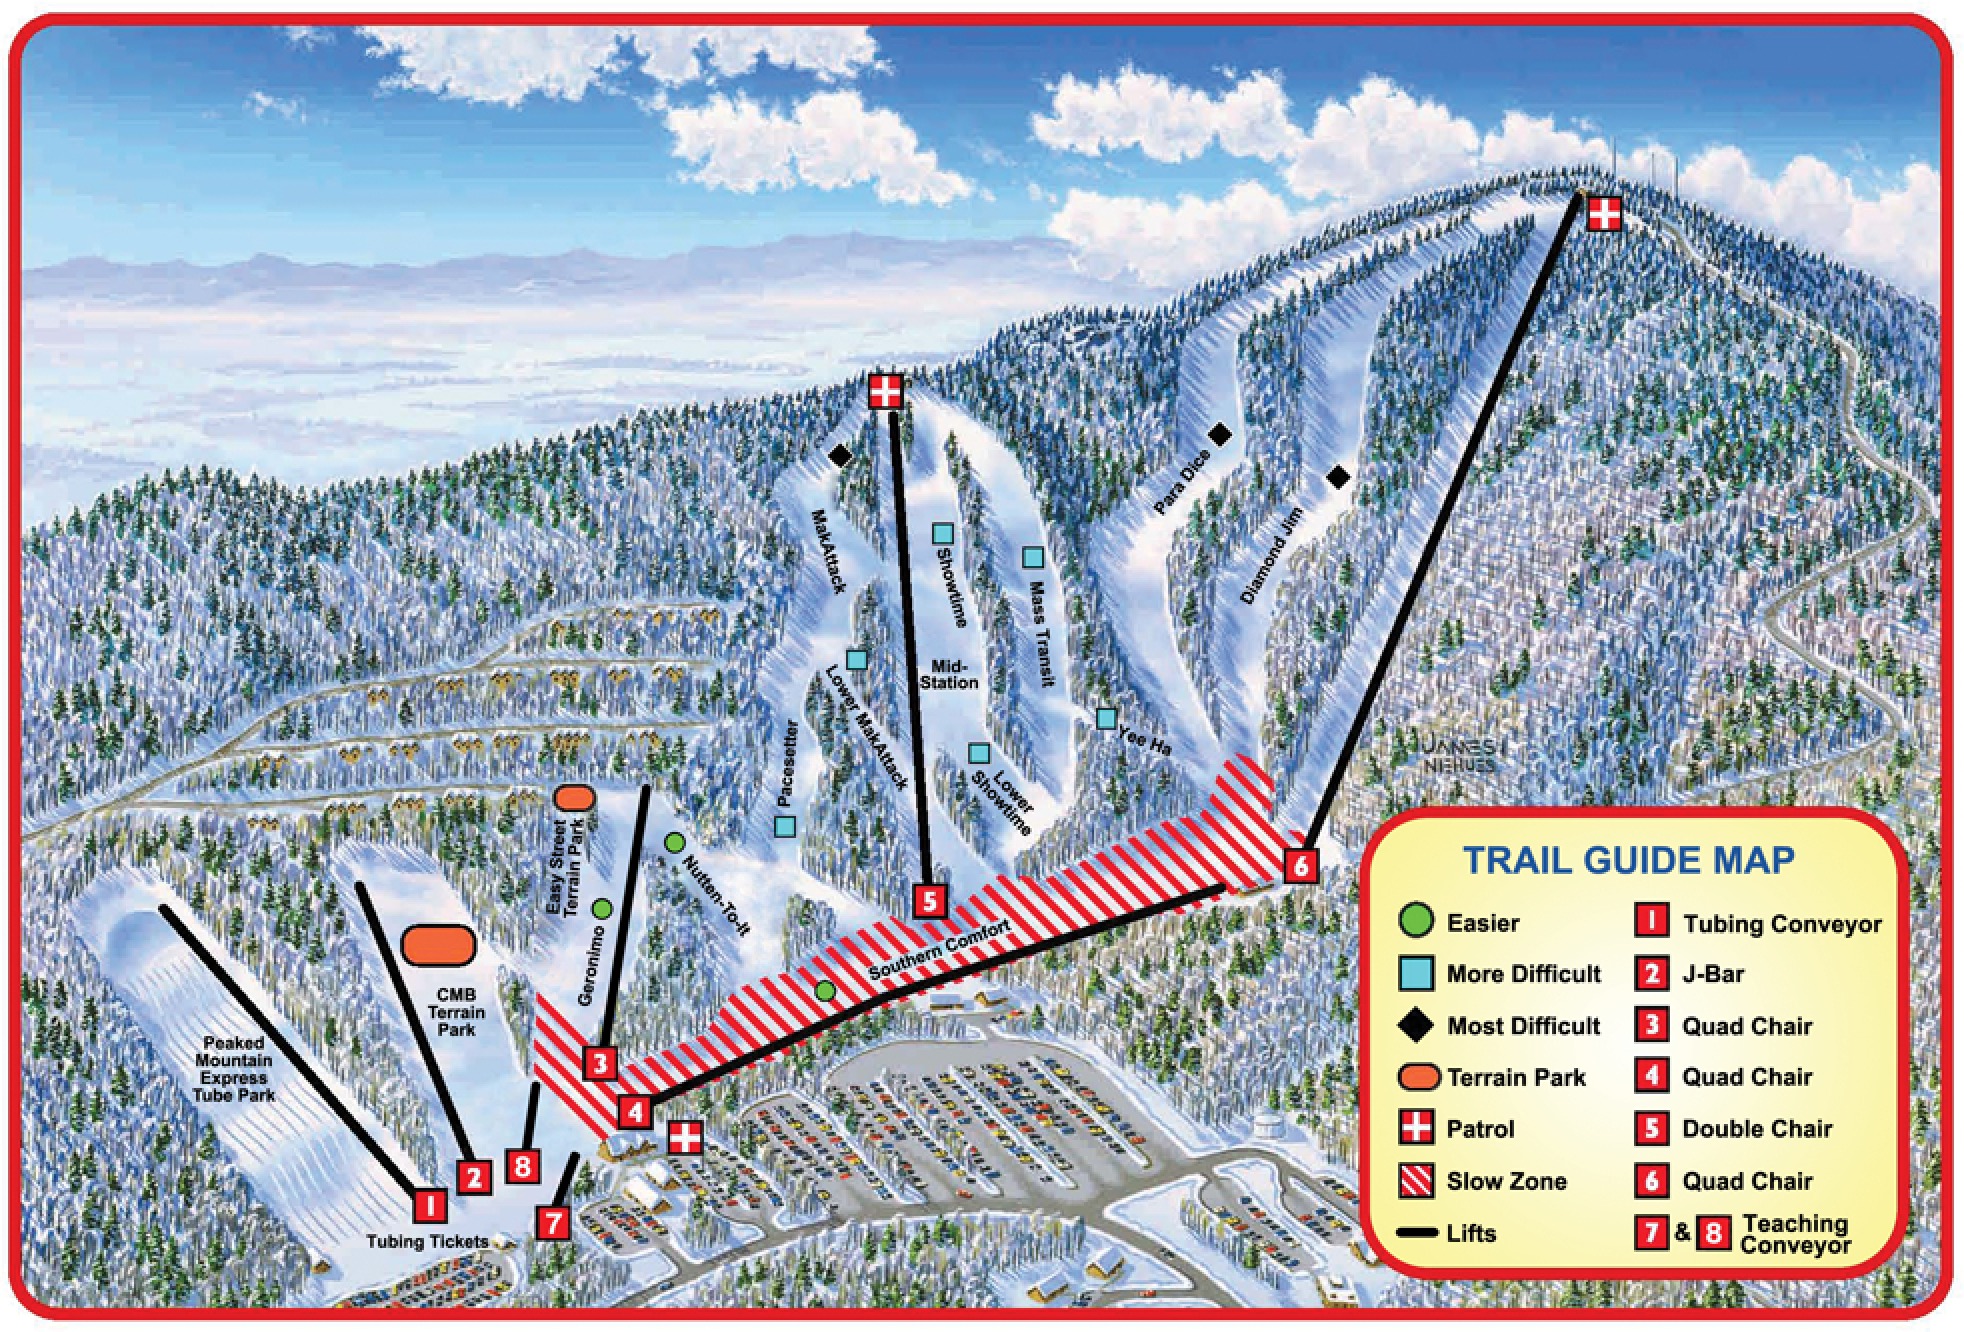 MakAttack
Showtime
Mass Transit
Para Dice
Diamond Jim
Mid-
Station
Lower MakAttack
Pacesetter
Yee Ha
Lower
Showtime
JAMES
NIEHUES
Easy Street
Terrain Park
Nutten-To-It
Geronimo
Southern Comfort
CMB
Terrain
Park
Peaked
Mountain
Express
Tube Park
Tubing Tickets
1
2
3
4
5
6
7
8
TRAIL GUIDE MAP
Easier
More Difficult
Most Difficult
Terrain Park
Patrol
Slow Zone
Lifts
1 Tubing Conveyor
2 J-Bar
3 Quad Chair
4 Quad Chair
5 Double Chair
6 Quad Chair
7 & 8 Teaching
Conveyor